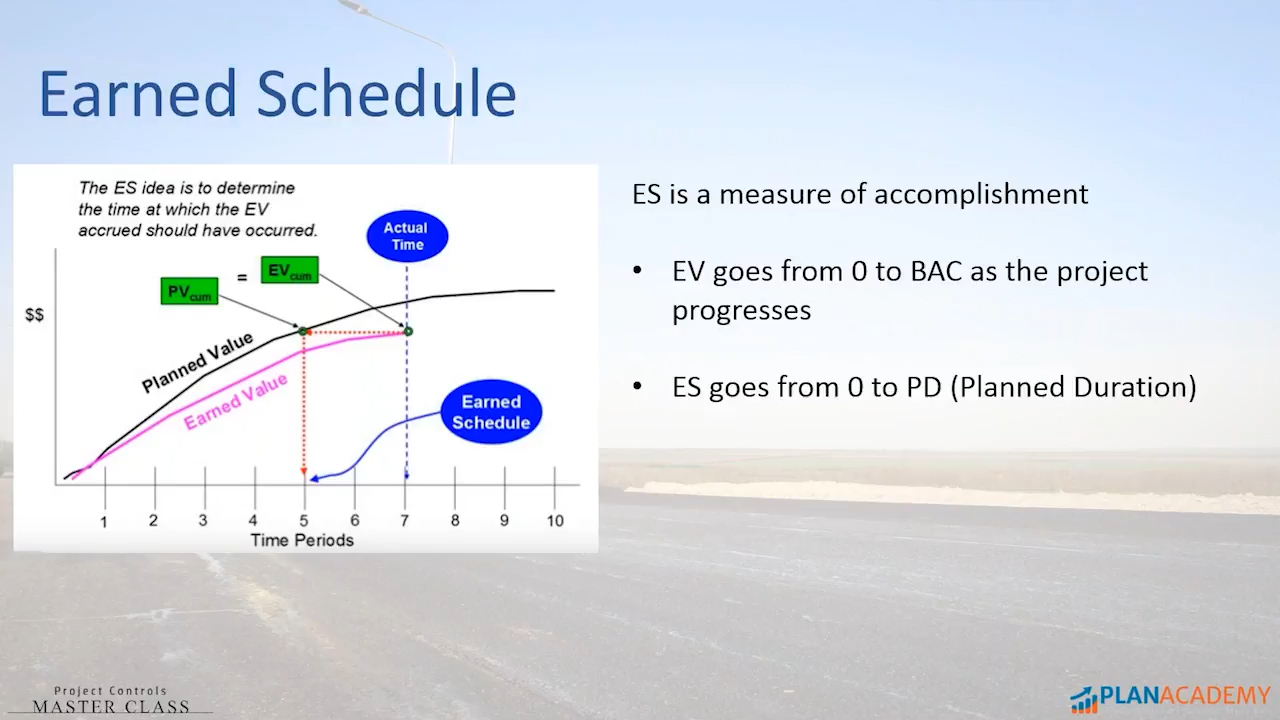 Earned Schedule
The ES idea is to determine
the time at which the EV
accrued should have occurred.
Actual
Time
EVcum
=
PVcum
$$
Planned Value
Earned Value
Earned
Schedule
1 2 3 4 5 6 7 8 9 10
Time Periods
ES is a measure of accomplishment
• EV goes from 0 to BAC as the project
progresses
• ES goes from 0 to PD (Planned Duration)
Project Controls
MASTER CLASS
PLANACADEMY